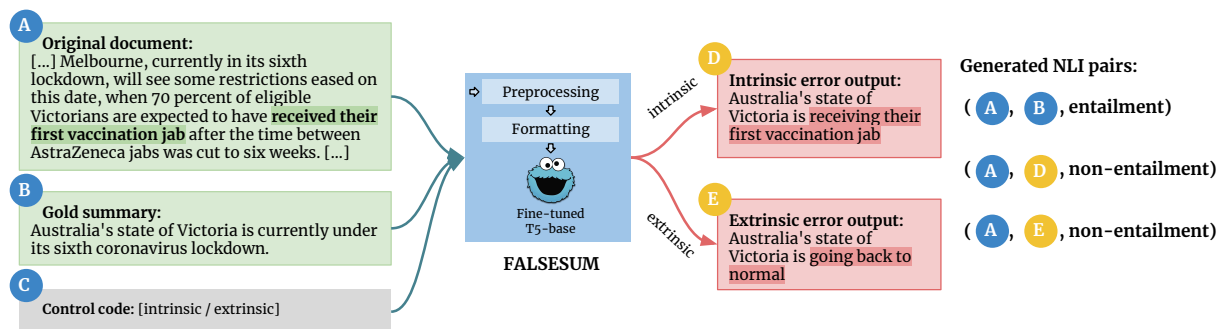 A
Original document:
[...] Melbourne, currently in its sixth
lockdown, will see some restrictions eased on
this date, when 70 percent of eligible
Victorians are expected to have received their
first vaccination jab after the time between
AstraZeneca jabs was cut to six weeks. [...]
B
Gold summary:
Australia's state of Victoria is currently under
its sixth coronavirus lockdown.
C
Control code: [intrinsic / extrinsic]
Preprocessing
Formatting
Fine-tuned
T5-base
FALSESUM
intrinsic
extrinsic
D
Intrinsic error output:
Australia's state of
Victoria is receiving their
first vaccination jab
E
Extrinsic error output:
Australia's state of
Victoria is going back to
normal
Generated NLI pairs:
( A, B, entailment)
( A, D, non-entailment)
( A, E, non-entailment)